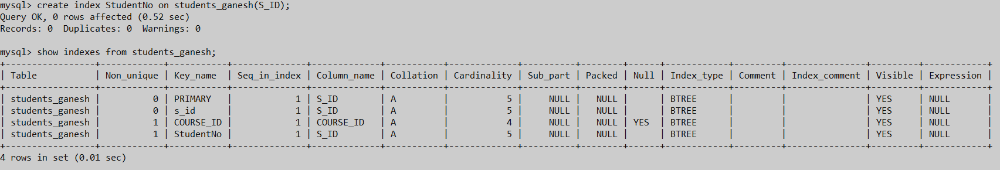 mysql> create index StudentNo on students_ganesh(S_ID);
Query OK, 0 rows affected (0.52 sec)
Records: 0  Duplicates: 0  Warnings: 0

mysql> show indexes from students_ganesh;
+-----------------+------------+-----------+--------------+-------------+-----------+-------------+----------+--------+------+------------+---------+---------------+---------+------------+
| Table           | Non_unique | Key_name  | Seq_in_index | Column_name | Collation | Cardinality | Sub_part | Packed | Null | Index_type | Comment | Index_comment | Visible | Expression |
+-----------------+------------+-----------+--------------+-------------+-----------+-------------+----------+--------+------+------------+---------+---------------+---------+------------+
| students_ganesh |          0 | PRIMARY   |            1 | S_ID        | A         |           5 |     NULL |   NULL |      | BTREE      |         |               | YES     | NULL       |
| students_ganesh |          0 | s_id      |            1 | S_ID        | A         |           5 |     NULL |   NULL |      | BTREE      |         |               | YES     | NULL       |
| students_ganesh |          1 | COURSE_ID |            1 | COURSE_ID   | A         |           4 |     NULL |   NULL | YES  | BTREE      |         |               | YES     | NULL       |
| students_ganesh |          1 | StudentNo |            1 | S_ID        | A         |           5 |     NULL |   NULL |      | BTREE      |         |               | YES     | NULL       |
+-----------------+------------+-----------+--------------+-------------+-----------+-------------+----------+--------+------+------------+---------+---------------+---------+------------+
4 rows in set (0.01 sec)